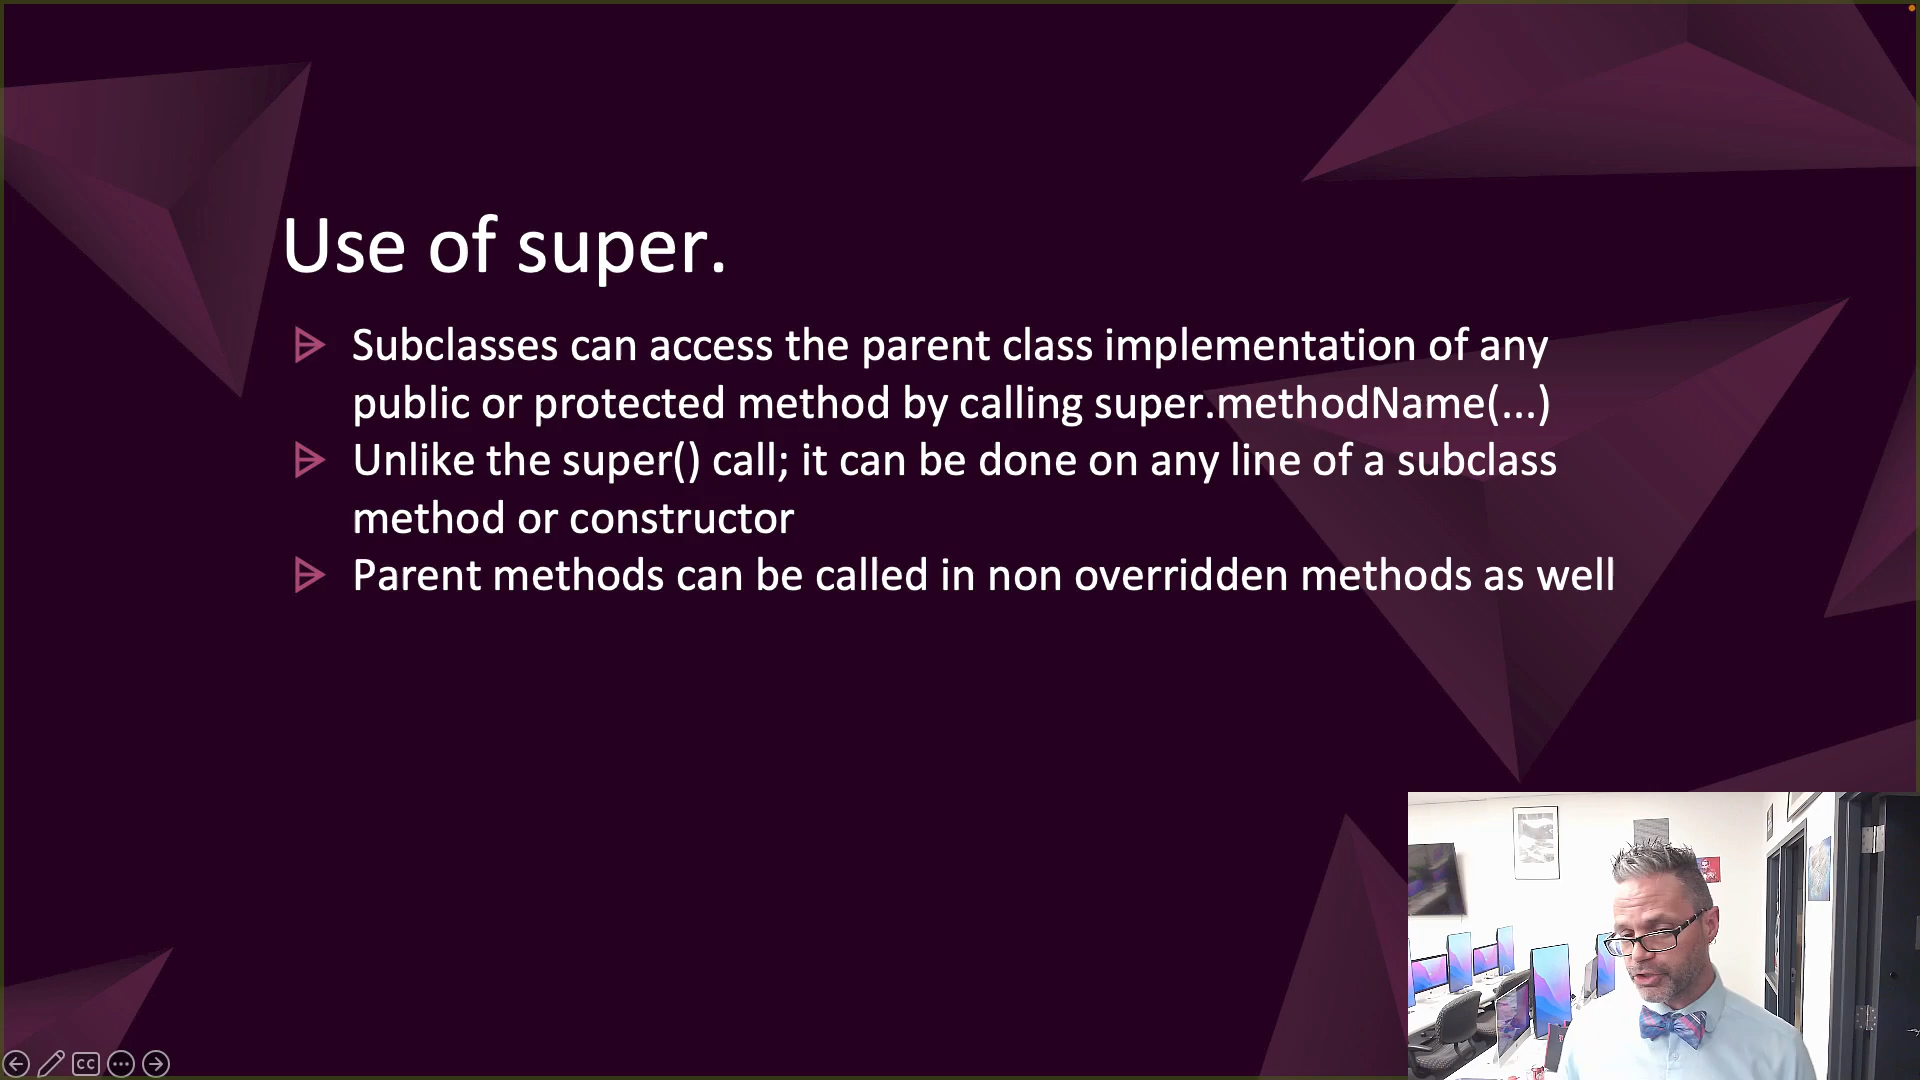 Use of super.
Subclasses can access the parent class implementation of any
public or protected method by calling super.methodName(...)
Unlike the super() call; it can be done on any line of a subclass
method or constructor
Parent methods can be called in non overridden methods as well
CC